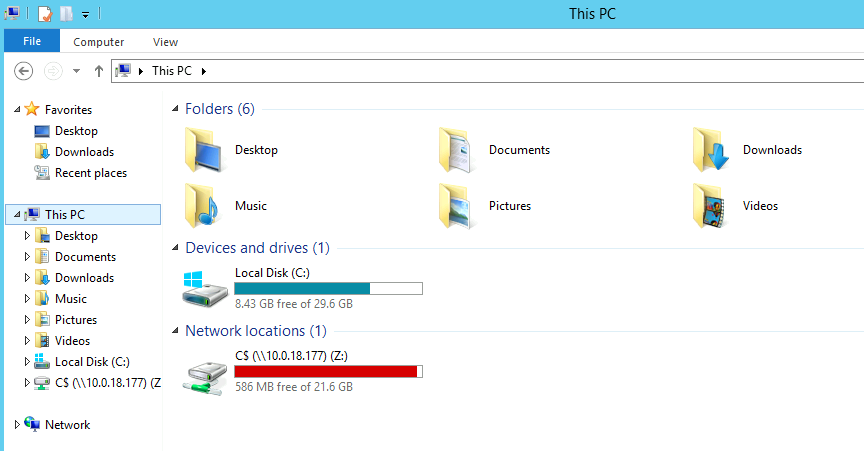 This PC
File Computer View
This PC
Favorites
Desktop
Downloads
Recent places
This PC
Desktop
Documents
Downloads
Music
Pictures
Videos
Local Disk (C:)
C$ (\\10.0.18.177) (Z
Network
Folders (6)
Desktop Documents Downloads
Music Pictures Videos
Devices and drives (1)
Local Disk (C:)
8.43 GB free of 29.6 GB
Network locations (1)
C$ (\\10.0.18.177) (Z:)
586 MB free of 21.6 GB